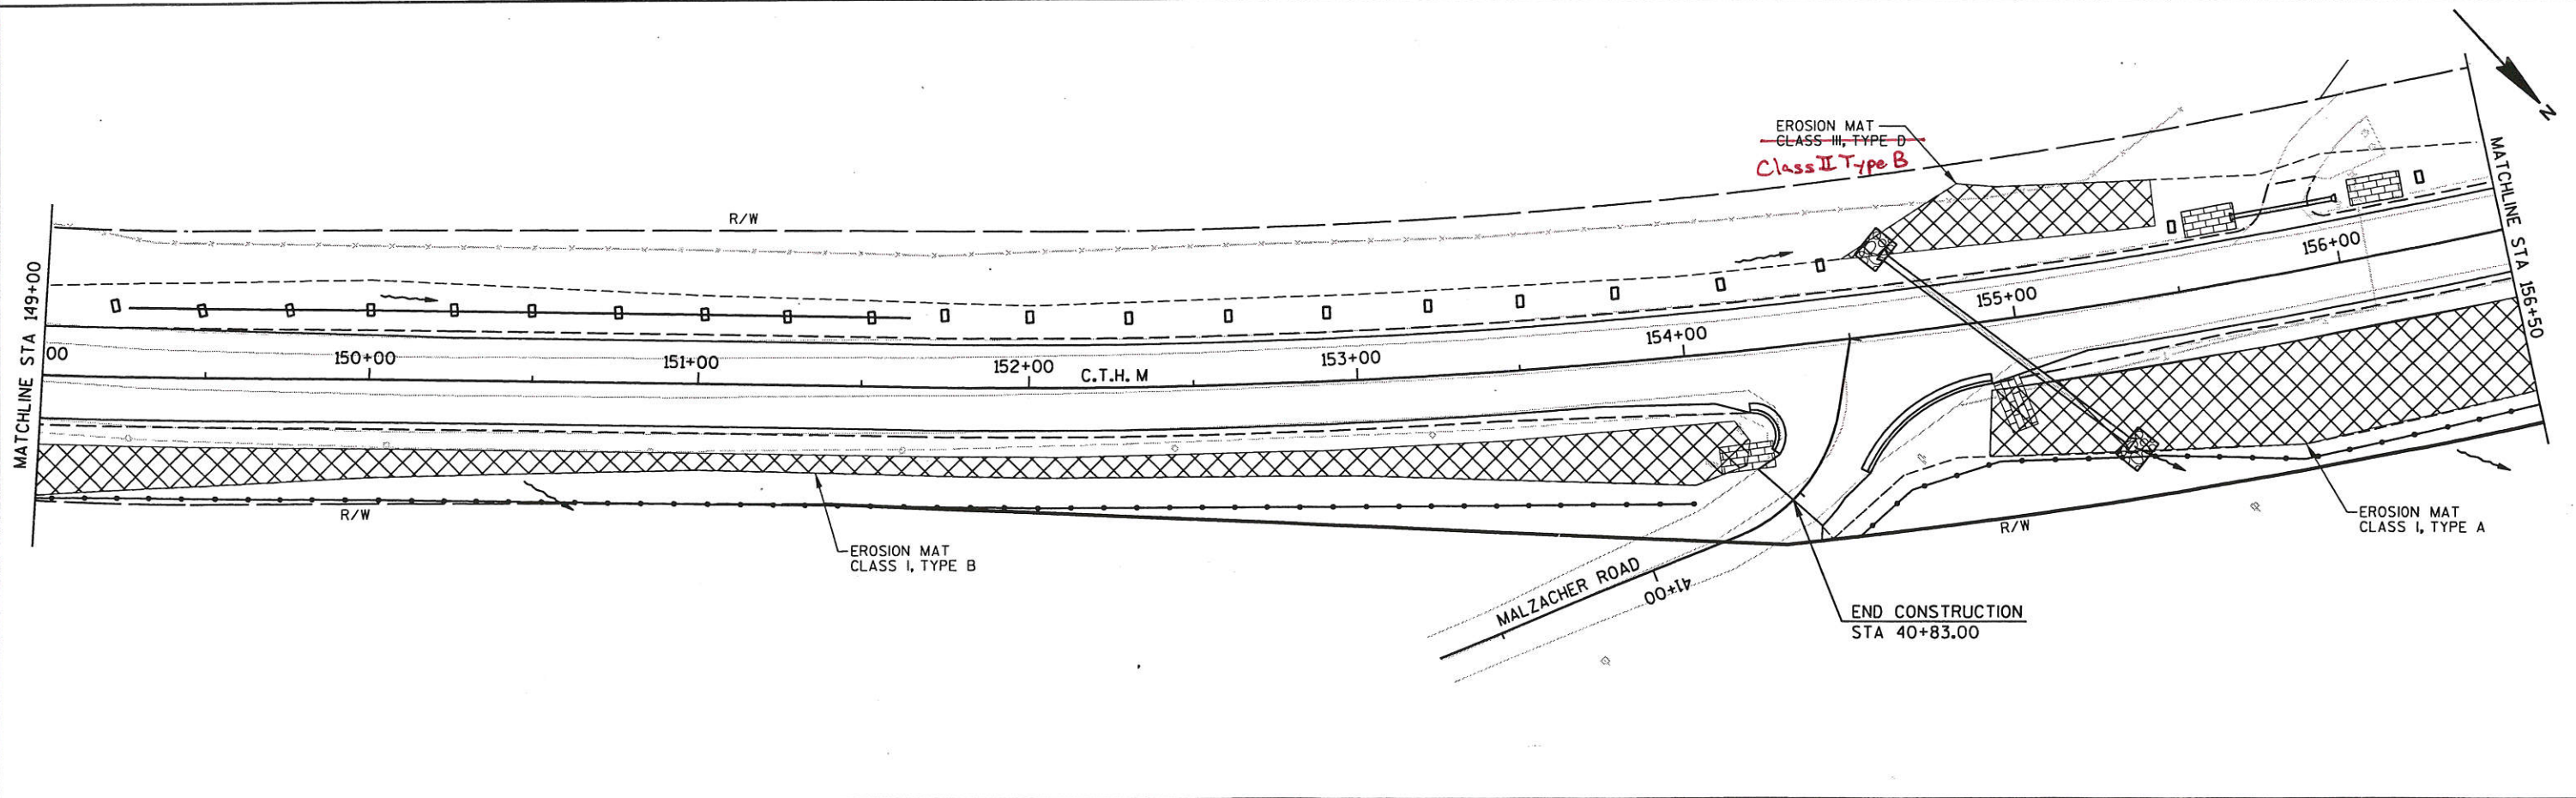 EROSION MAT
CLASS III, TYPE D
Class II Type B
N
R/W
MATCHLINE STA 149+00
MATCHLINE STA 156+50
00
150+00
151+00
152+00
C.T.H. M
153+00
154+00
155+00
156+00
R/W
EROSION MAT
CLASS I, TYPE B
R/W
EROSION MAT
CLASS I, TYPE A
MALZACHER ROAD
41+00
END CONSTRUCTION
STA 40+83.00